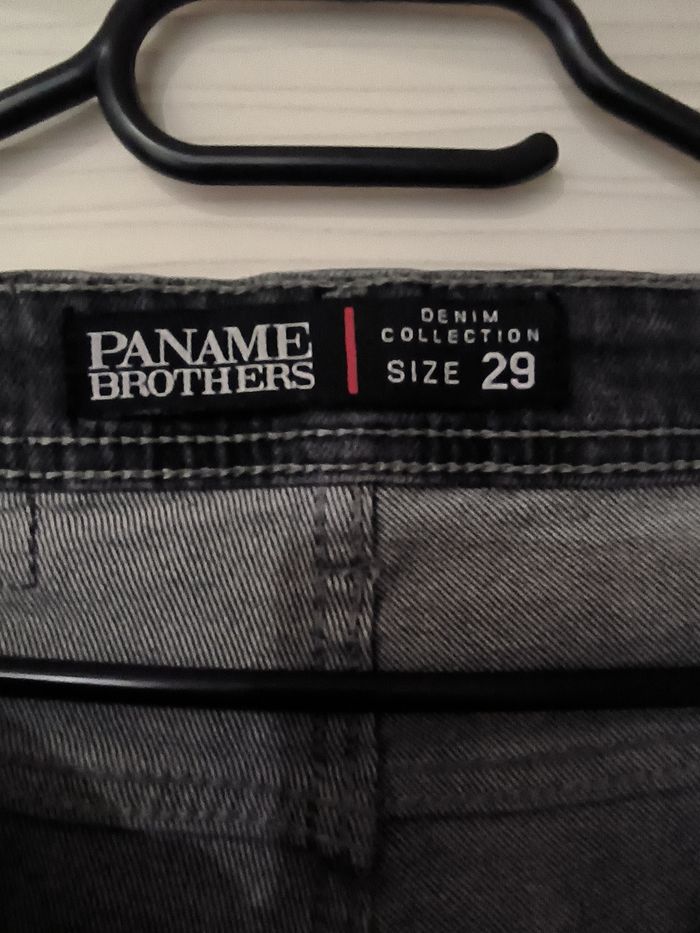 PANAME
BROTHERS
DENIM
COLLECTION
SIZE 29